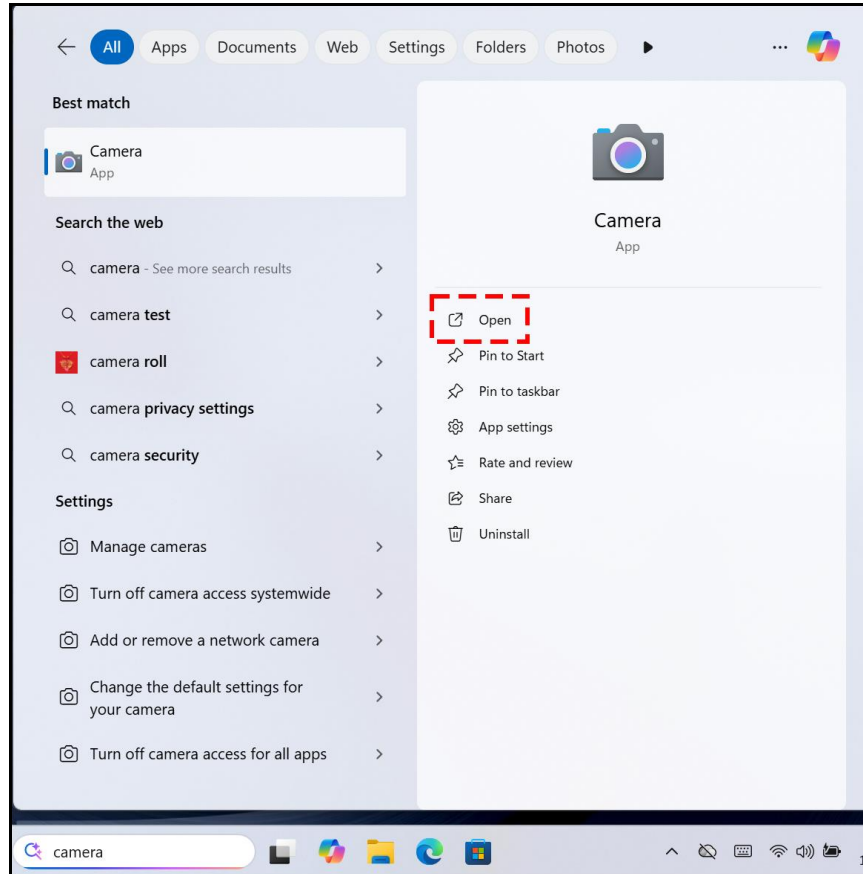 All Apps Documents Web Settings Folders Photos
Best match
Camera
App
Search the web
camera - See more search results
camera test
camera roll
camera privacy settings
camera security
Settings
Manage cameras
Turn off camera access systemwide
Add or remove a network camera
Change the default settings for
your camera
Turn off camera access for all apps
Camera
App
Open
Pin to Start
Pin to taskbar
App settings
Rate and review
Share
Uninstall
camera